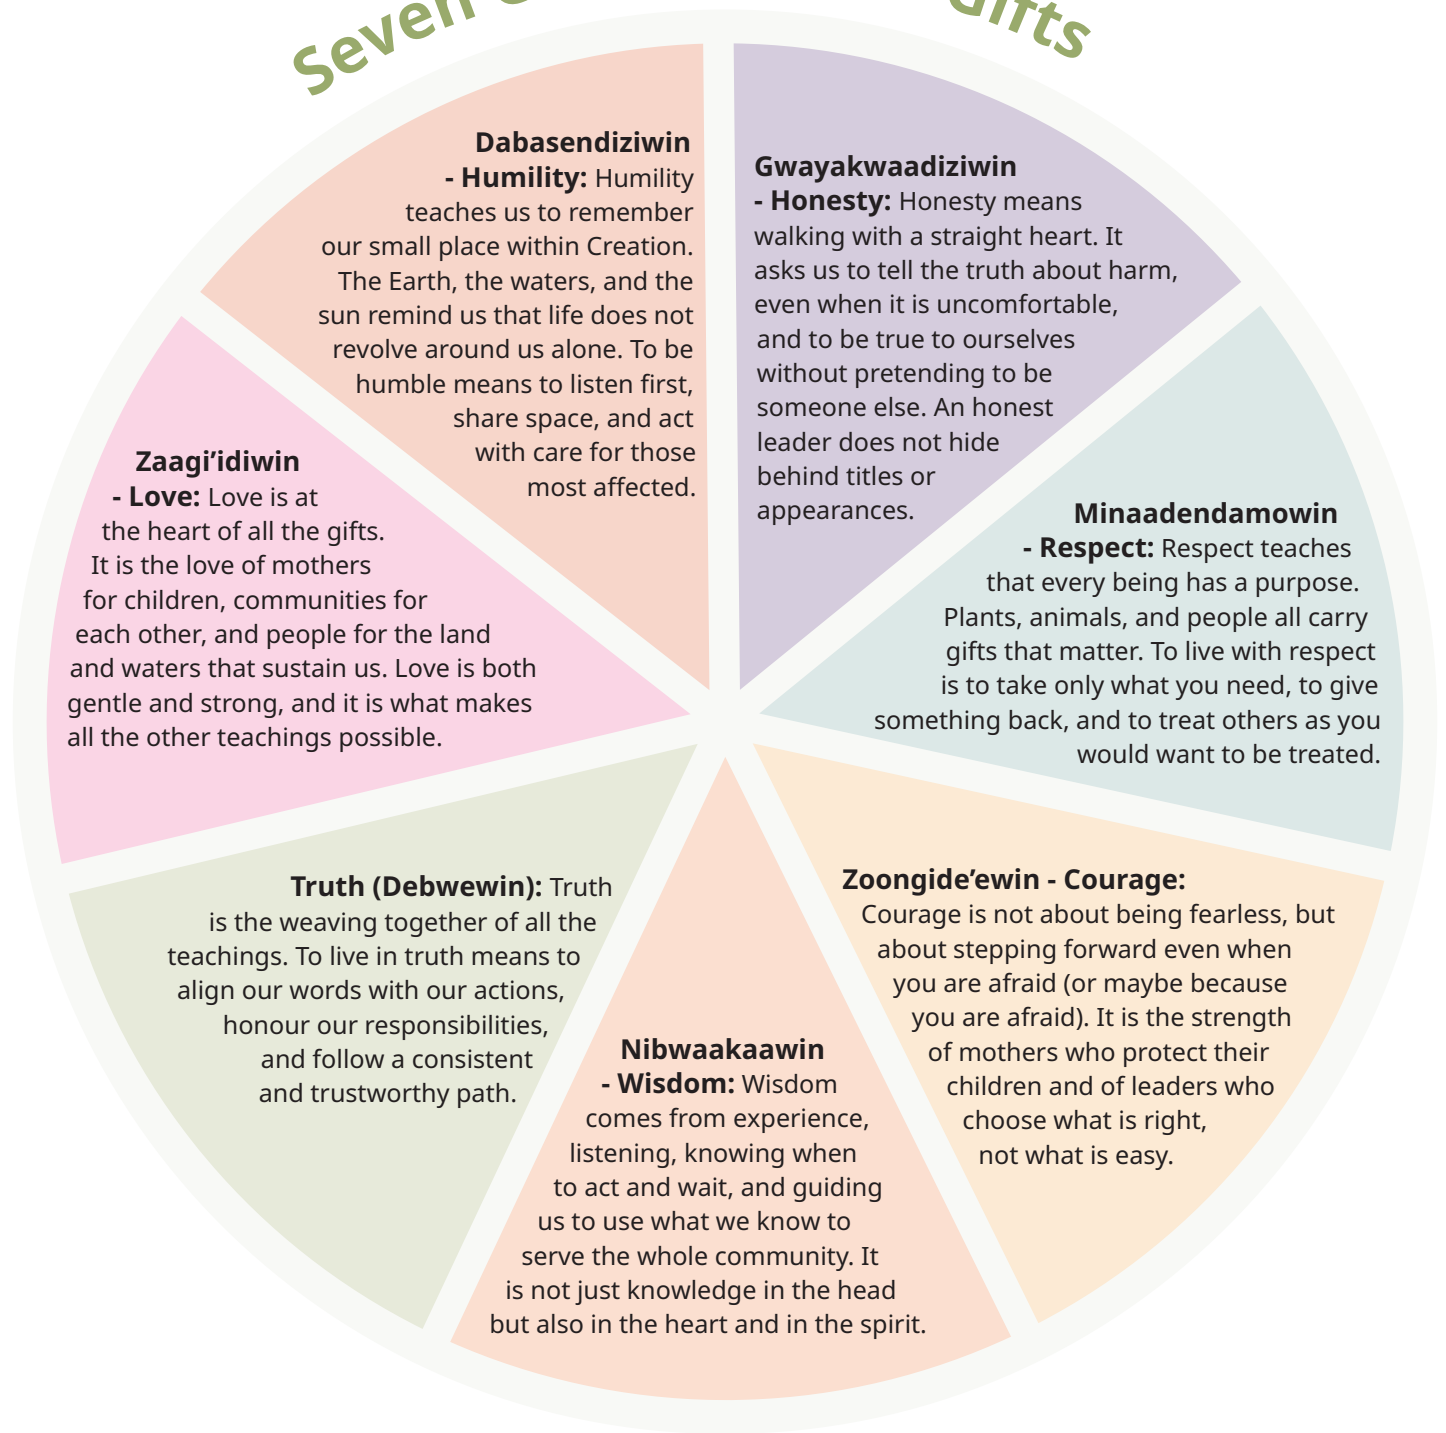 Seven
Gifts
Dabasendiziwin
- Humility: Humility
teaches us to remember
our small place within Creation.
The Earth, the waters, and the
sun remind us that life does not
revolve around us alone. To be
humble means to listen first,
share space, and act
with care for those
most affected.
Gwayakwaadiziwin
- Honesty: Honesty means
walking with a straight heart. It
asks us to tell the truth about harm,
even when it is uncomfortable,
and to be true to ourselves
without pretending to be
someone else. An honest
leader does not hide
behind titles or
appearances.
Minaadendamowin
- Respect: Respect teaches
that every being has a purpose.
Plants, animals, and people all carry
gifts that matter. To live with respect
is to take only what you need, to give
something back, and to treat others as you
would want to be treated.
Zoongide’ewin - Courage:
Courage is not about being fearless, but
about stepping forward even when
you are afraid (or maybe because
you are afraid). It is the strength
of mothers who protect their
children and of leaders who
choose what is right,
not what is easy.
Nibwaakaawin
- Wisdom: Wisdom
comes from experience,
listening, knowing when
to act and wait, and guiding
us to use what we know to
serve the whole community. It
is not just knowledge in the head
but also in the heart and in the spirit.
Truth (Debwewin): Truth
is the weaving together of all the
teachings. To live in truth means to
align our words with our actions,
honour our responsibilities,
and follow a consistent
and trustworthy path.
Zaagi’idiwin
- Love: Love is at
the heart of all the gifts.
It is the love of mothers
for children, communities for
each other, and people for the land
and waters that sustain us. Love is both
gentle and strong, and it is what makes
all the other teachings possible.